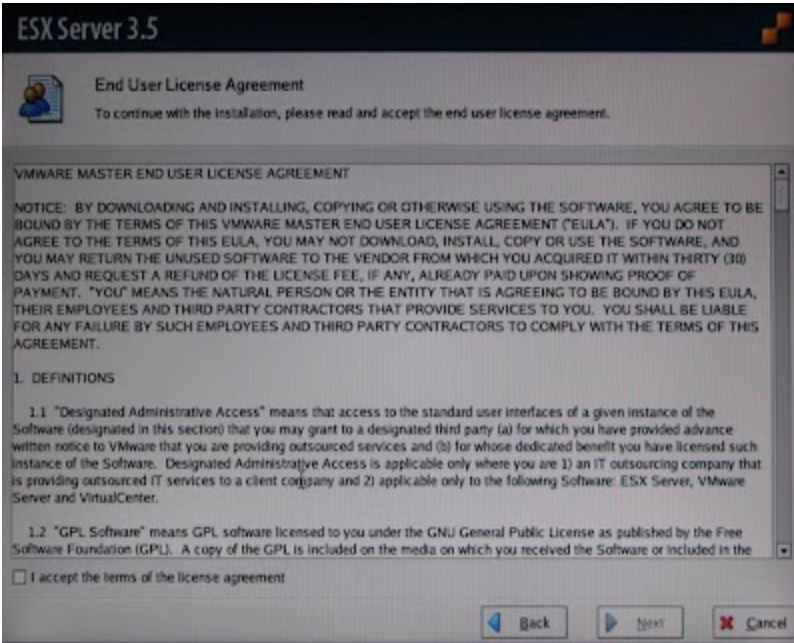 ESX Server 3.5
End User License Agreement
To continue with the installation, please read and accept the end user license agreement.
VMWARE MASTER END USER LICENSE AGREEMENT
NOTICE: BY DOWNLOADING AND INSTALLING, COPYING OR OTHERWISE USING THE SOFTWARE, YOU AGREE TO BE
BOUND BY THE TERMS OF THIS VMWARE MASTER END USER LICENSE AGREEMENT ("EULA"). IF YOU DO NOT
AGREE TO THE TERMS OF THIS EULA, YOU MAY NOT DOWNLOAD, INSTALL, COPY OR USE THE SOFTWARE, AND
YOU MAY RETURN THE UNUSED SOFTWARE TO THE VENDOR FROM WHICH YOU ACQUIRED IT WITHIN THIRTY (30)
DAYS AND REQUEST A REFUND OF THE LICENSE FEE, IF ANY, ALREADY PAID UPON SHOWING PROOF OF
PAYMENT. "YOU" MEANS THE NATURAL PERSON OR THE ENTITY THAT IS AGREEING TO BE BOUND BY THIS EULA,
THEIR EMPLOYEES AND THIRD PARTY CONTRACTORS THAT PROVIDE SERVICES TO YOU. YOU SHALL BE LIABLE
FOR ANY FAILURE BY SUCH EMPLOYEES AND THIRD PARTY CONTRACTORS TO COMPLY WITH THE TERMS OF THIS
AGREEMENT.
1. DEFINITIONS
1.1 "Designated Administrative Access" means that access to the standard user interfaces of a given instance of the
Software (designated in this section) that you may grant to a designated third party (a) for which you have provided advance
written notice to VMware that you are providing outsourced services and (b) for whose dedicated benefit you have licensed such
instance of the Software. Designated Administrative Access is applicable only where you are 1) an IT outsourcing company that
is providing outsourced IT services to a client company and 2) applicable only to the following Software: ESX Server, VMware
Server and VirtualCenter.
1.2 "GPL Software" means GPL software licensed to you under the GNU General Public License as published by the Free
Software Foundation (GPL). A copy of the GPL is included on the media on which you received the Software or included in the
I accept the terms of the license agreement
Back Next Cancel